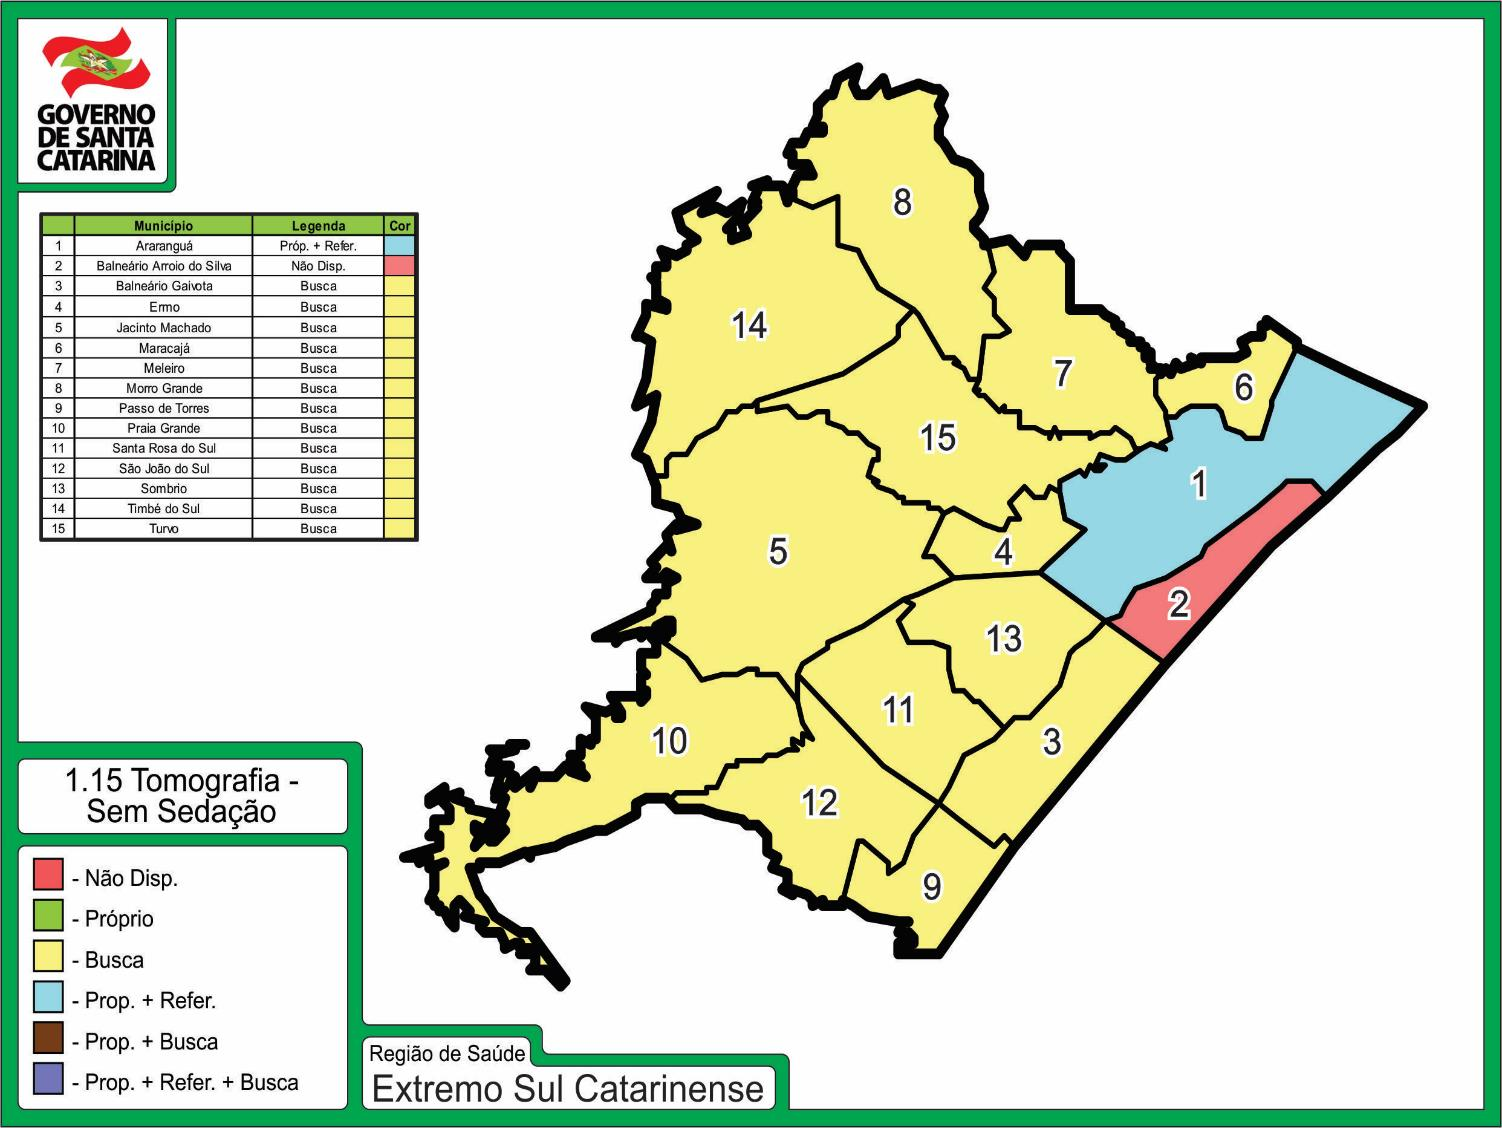 GOVERNO
DE SANTA
CATARINA
Município Legenda Cor
1 Araranguá Próp. + Refer.
2 Balneário Arroio do Silva Não Disp.
3 Balneário Gaivota Busca
4 Ermo Busca
5 Jacinto Machado Busca
6 Maracajá Busca
7 Meleiro Busca
8 Morro Grande Busca
9 Passo de Torres Busca
10 Praia Grande Busca
11 Santa Rosa do Sul Busca
12 São João do Sul Busca
13 Sombrio Busca
14 Timbé do Sul Busca
15 Turvo Busca
8
14
7
6
15
1
5
4
2
13
11
10
3
12
9
1.15 Tomografia -
Sem Sedação
- Não Disp.
- Próprio
- Busca
- Prop. + Refer.
- Prop. + Busca
- Prop. + Refer. + Busca
Região de Saúde
Extremo Sul Catarinense